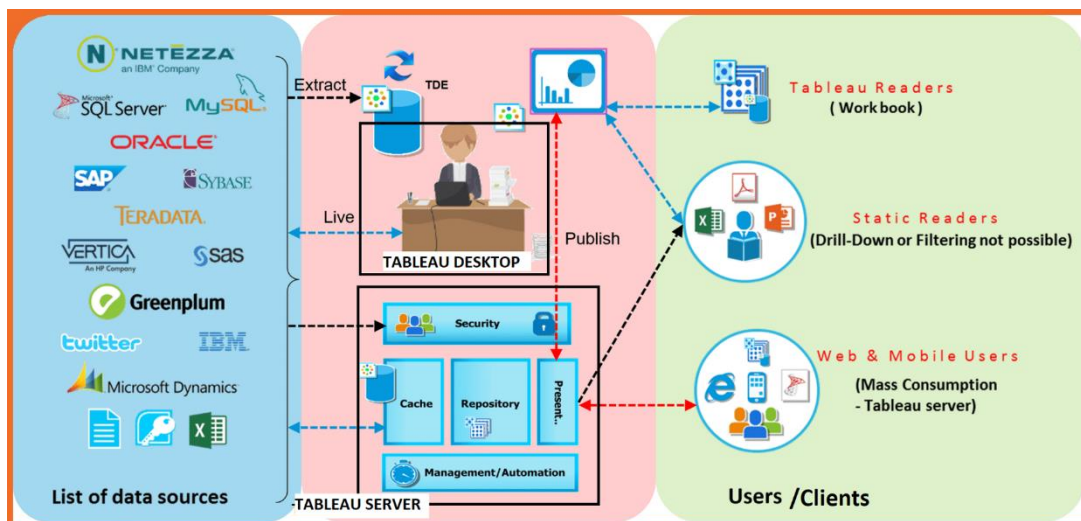 NETEZZA
an IBM Company
Microsoft
SQL Server
MySQL
ORACLE
SAP
SYBASE
TERADATA
VERTICA
An HP Company
sas
Greenplum
twitter
IBM
Microsoft Dynamics
List of data sources
Extract
TDE
Live
TABLEAU DESKTOP
Publish
Security
Cache
Repository
Present..
Management/Automation
-TABLEAU SERVER
Tableau Readers
( Work book )
Static Readers
(Drill-Down or Filtering not possible)
Web & Mobile Users
(Mass Consumption
- Tableau server)
Users /Clients